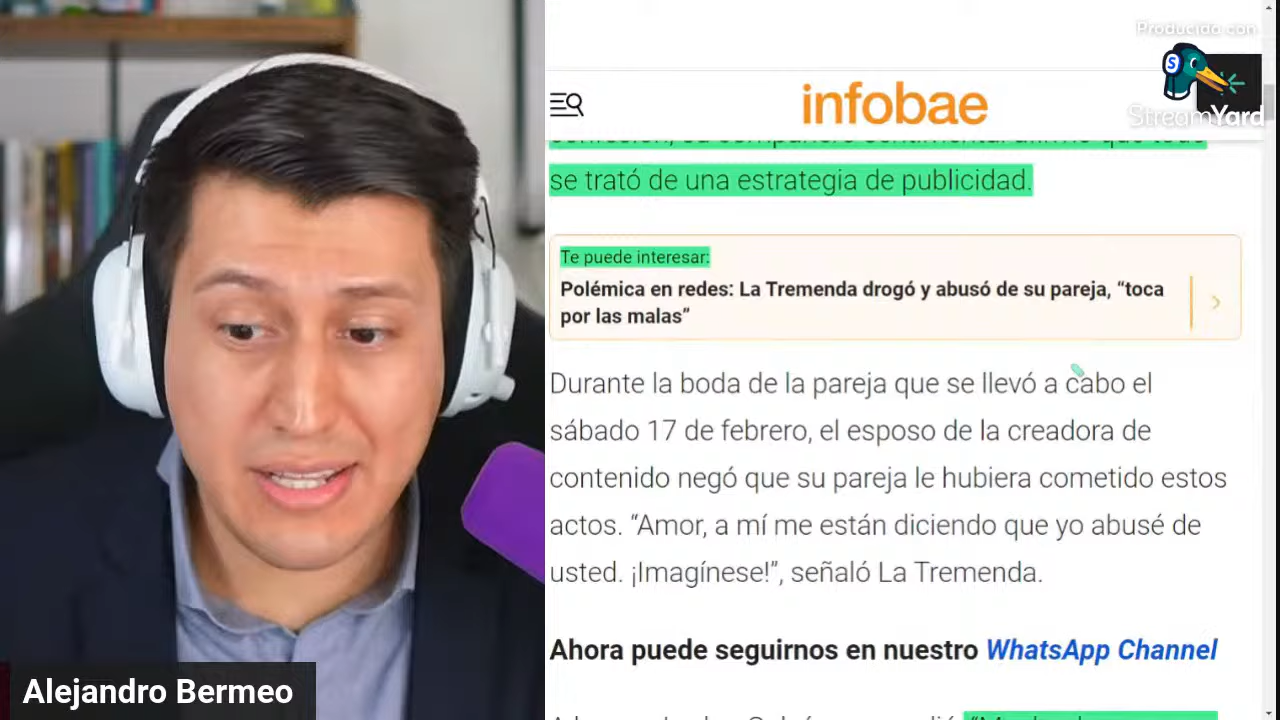 Producido con
StreamYard
infobae
se trató de una estrategia de publicidad.
Te puede interesar:
Polémica en redes: La Tremenda drogó y abusó de su pareja, “toca
por las malas”
Durante la boda de la pareja que se llevó a cabo el
sábado 17 de febrero, el esposo de la creadora de
contenido negó que su pareja le hubiera cometido estos
actos. “Amor, a mí me están diciendo que yo abusé de
usted. ¡Imagínese!”, señaló La Tremenda.
Ahora puede seguirnos en nuestro WhatsApp Channel
Alejandro Bermeo